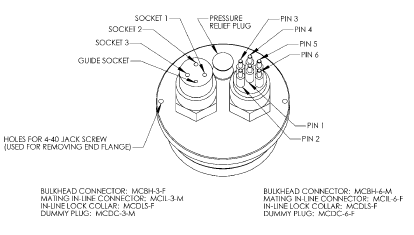 SOCKET 1
SOCKET 2
SOCKET 3
GUIDE SOCKET
PRESSURE
RELIEF PLUG
PIN 3
PIN 4
PIN 5
PIN 6
PIN 1
PIN 2
HOLES FOR 4-40 JACK SCREW
(USED FOR REMOVING END FLANGE)
BULKHEAD CONNECTOR: MCBH-3-F
MATING IN-LINE CONNECTOR: MCIL-3-M
IN-LINE LOCK COLLAR: MCDLS-F
DUMMY PLUG: MCDC-3-M
BULKHEAD CONNECTOR: MCBH-6-M
MATING IN-LINE CONNECTOR: MCIL-6-F
IN-LINE LOCK COLLAR: MCDLS-F
DUMMY PLUG: MCDC-6-F